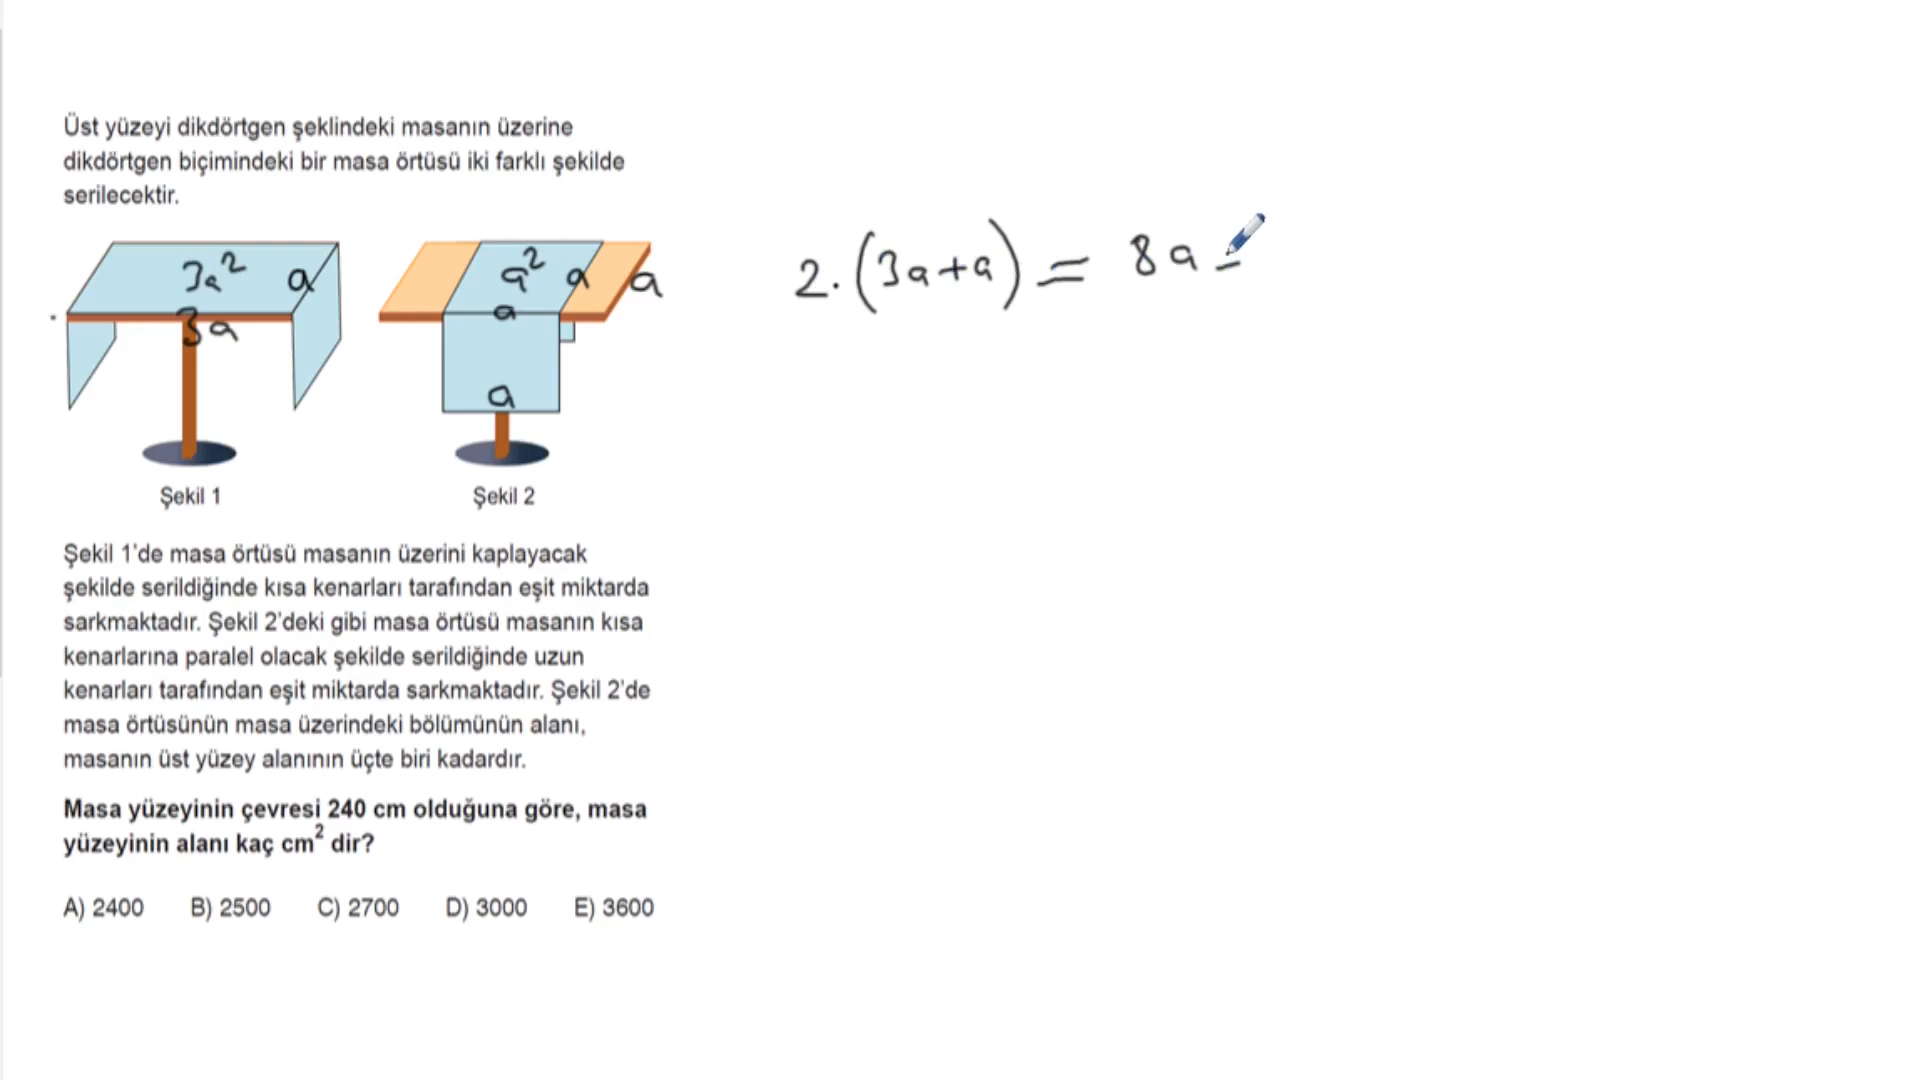 Üst yüzeyi dikdörtgen şeklindeki masanın üzerine
dikdörtgen biçimindeki bir masa örtüsü iki farklı şekilde
serilecektir.
3a² a
3a
a² a a
a
a
2.(3a+a) = 8a =
Şekil 1
Şekil 2
Şekil 1'de masa örtüsü masanın üzerini kaplayacak
şekilde serildiğinde kısa kenarları tarafından eşit miktarda
sarkmaktadır. Şekil 2'deki gibi masa örtüsü masanın kısa
kenarlarına paralel olacak şekilde serildiğinde uzun
kenarları tarafından eşit miktarda sarkmaktadır. Şekil 2'de
masa örtüsünün masa üzerindeki bölümünün alanı,
masanın üst yüzey alanının üçte biri kadardır.
Masa yüzeyinin çevresi 240 cm olduğuna göre, masa
yüzeyinin alanı kaç cm² dir?
A) 2400 B) 2500 C) 2700 D) 3000 E) 3600